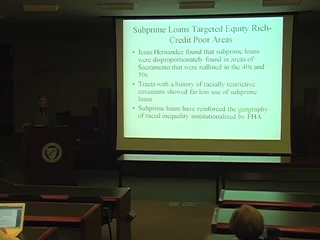 Subprime Loans Targeted Equity Rich-
Credit Poor Areas
• Jesus Hernandez found that subprime loans
were disproportionately found in areas of
Sacramento that were redlined in the 40s and
50s
• Tracts with a history of racially restrictive
covenants showed far less use of subprime
loans
• Subprime loans have reinforced the geography
of racial inequality institutionalized by FHA